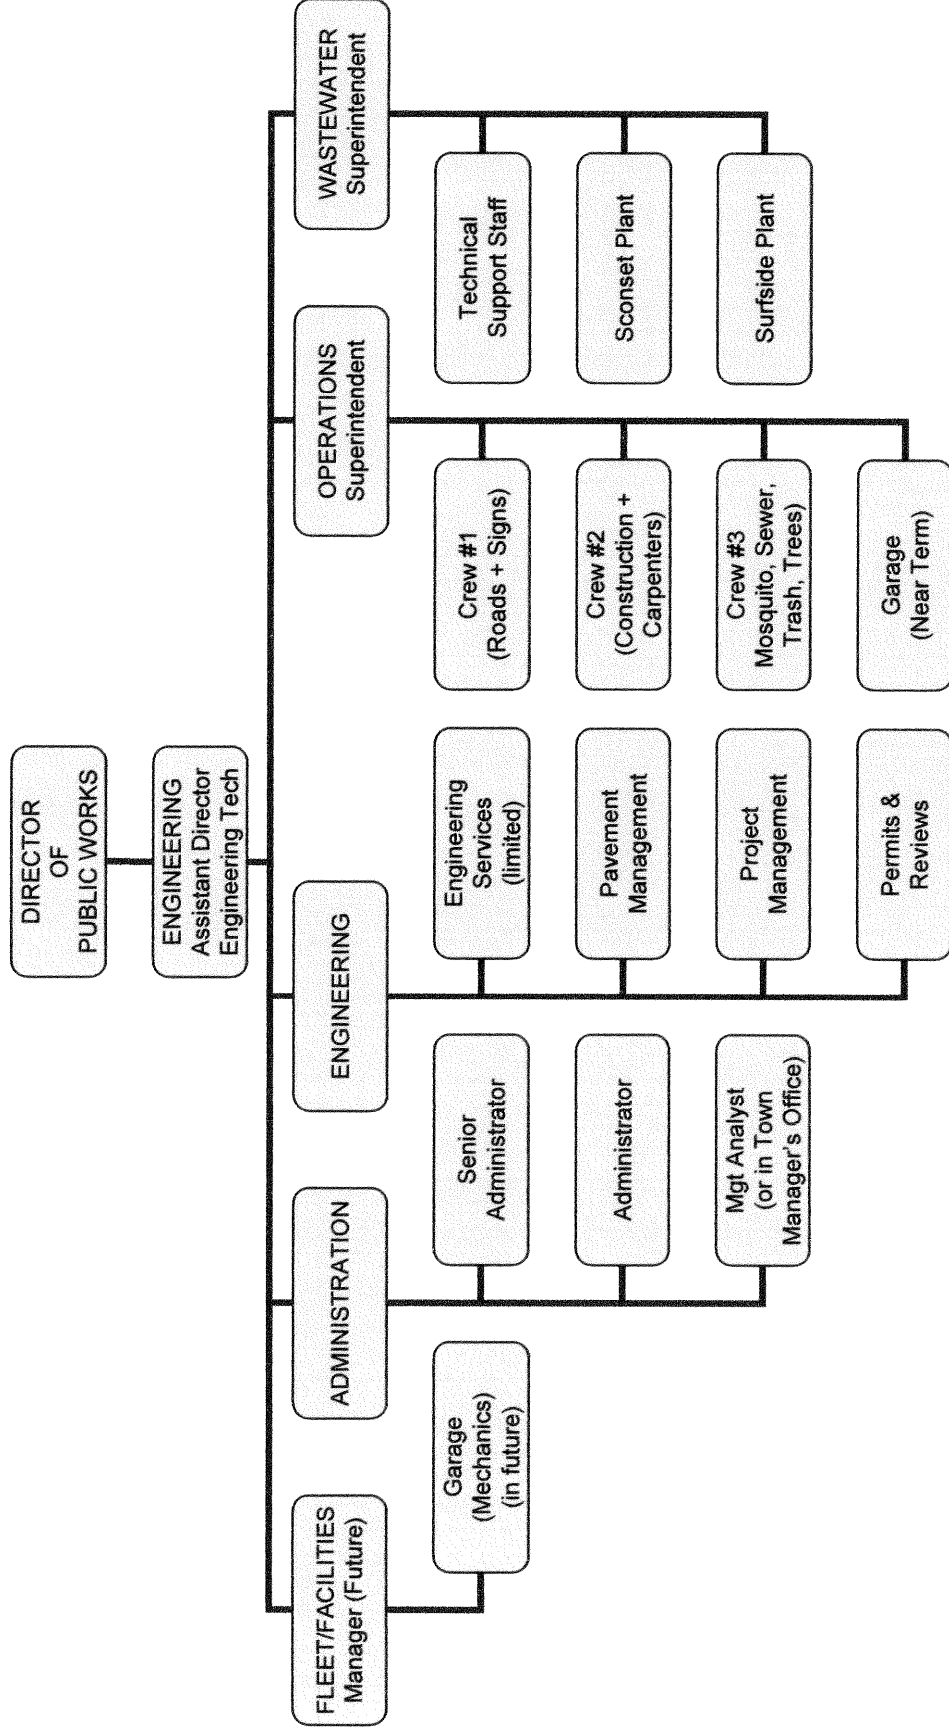 DIRECTOR
OF
PUBLIC WORKS
ENGINEERING
Assistant Director
Engineering Tech
FLEET/FACILITIES
Manager (Future)
Garage
(Mechanics)
(in future)
ADMINISTRATION
Senior
Administrator
Administrator
Mgt Analyst
(or in Town
Manager's Office)
ENGINEERING
Engineering
Services
(limited)
Pavement
Management
Project
Management
Permits &
Reviews
OPERATIONS
Superintendent
Crew #1
(Roads + Signs)
Crew #2
(Construction +
Carpenters)
Crew #3
Mosquito, Sewer,
Trash, Trees)
Garage
(Near Term)
WASTEWATER
Superintendent
Technical
Support Staff
Sconset Plant
Surfside Plant